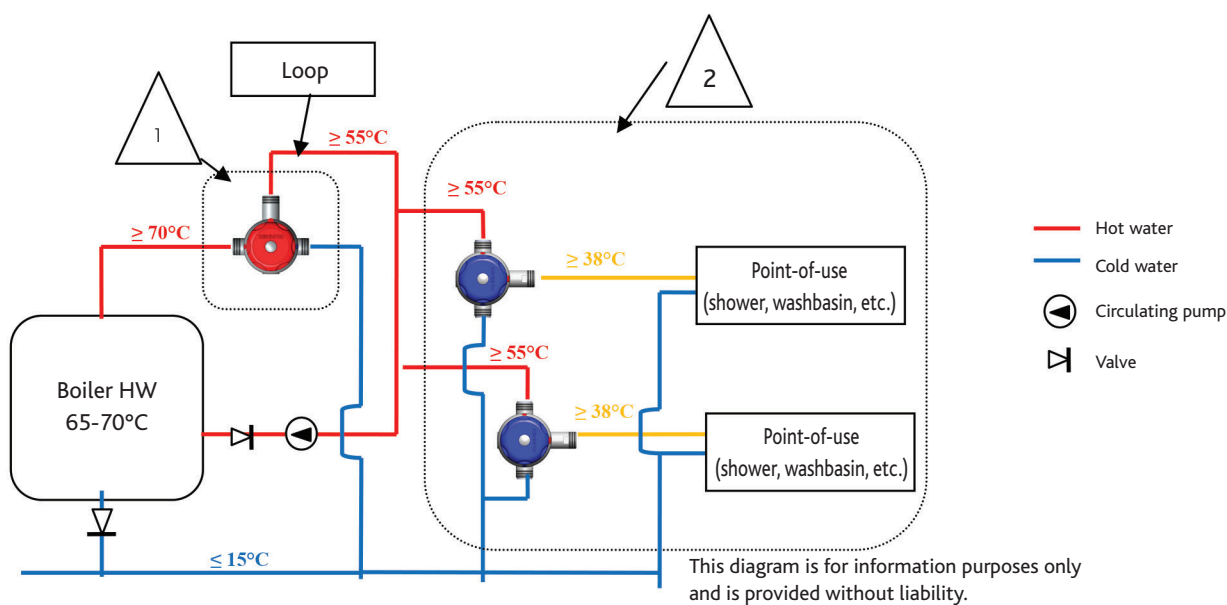 Loop
1
2
≥ 55°C
≥ 55°C
≥ 70°C
≥ 38°C
Point-of-use
(shower, washbasin, etc.)
≥ 55°C
Boiler HW
65-70°C
≥ 38°C
Point-of-use
(shower, washbasin, etc.)
≤ 15°C
Hot water
Cold water
Circulating pump
Valve
This diagram is for information purposes only
and is provided without liability.